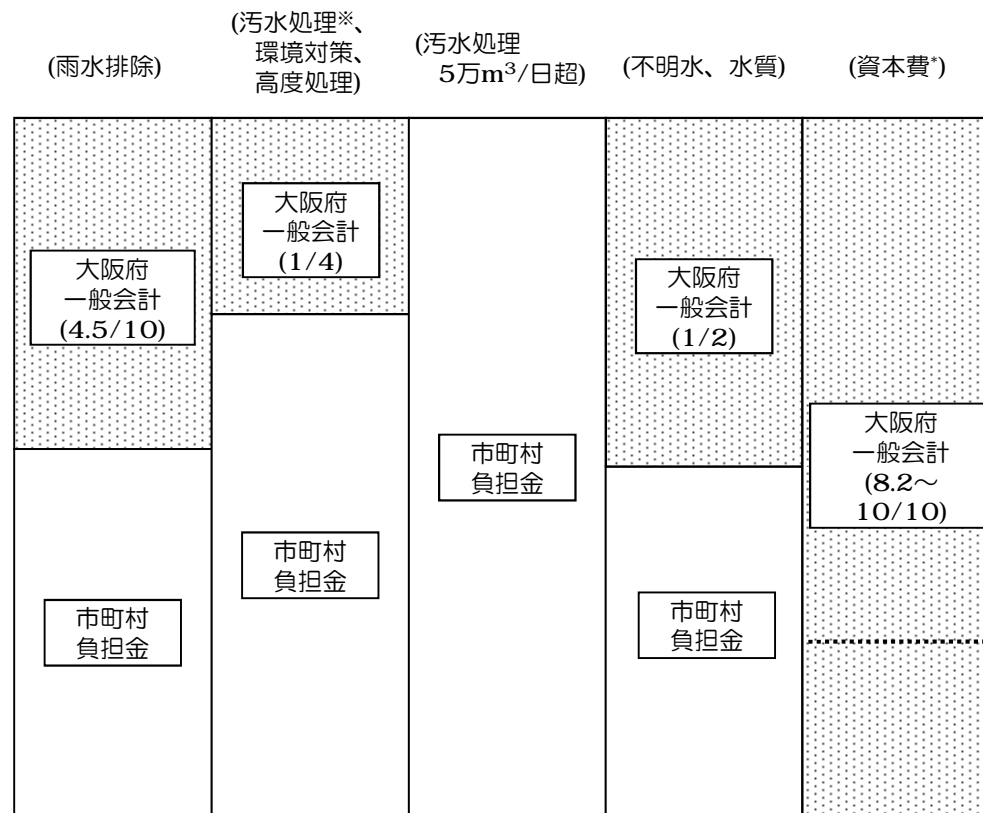 (雨水排除)
(汚水処理※、
環境対策、
高度処理)
(汚水処理
5万m³/日超)
(不明水、水質)
(資本費*)
大阪府
一般会計
(4.5/10)
市町村
負担金
大阪府
一般会計
(1/4)
市町村
負担金
市町村
負担金
大阪府
一般会計
(1/2)
市町村
負担金
大阪府
一般会計
(8.2～
10/10)